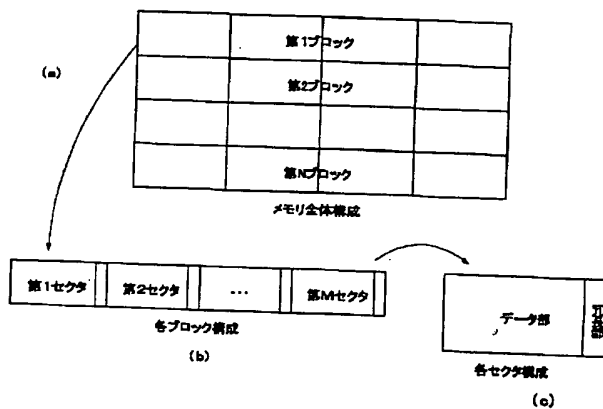 (a)
第1ブロック
第2ブロック
第Nブロック
メモリ全体構成
第1セクタ
第2セクタ
...
第Mセクタ
各ブロック構成
(b)
データ部
各セクタ構成
(c)